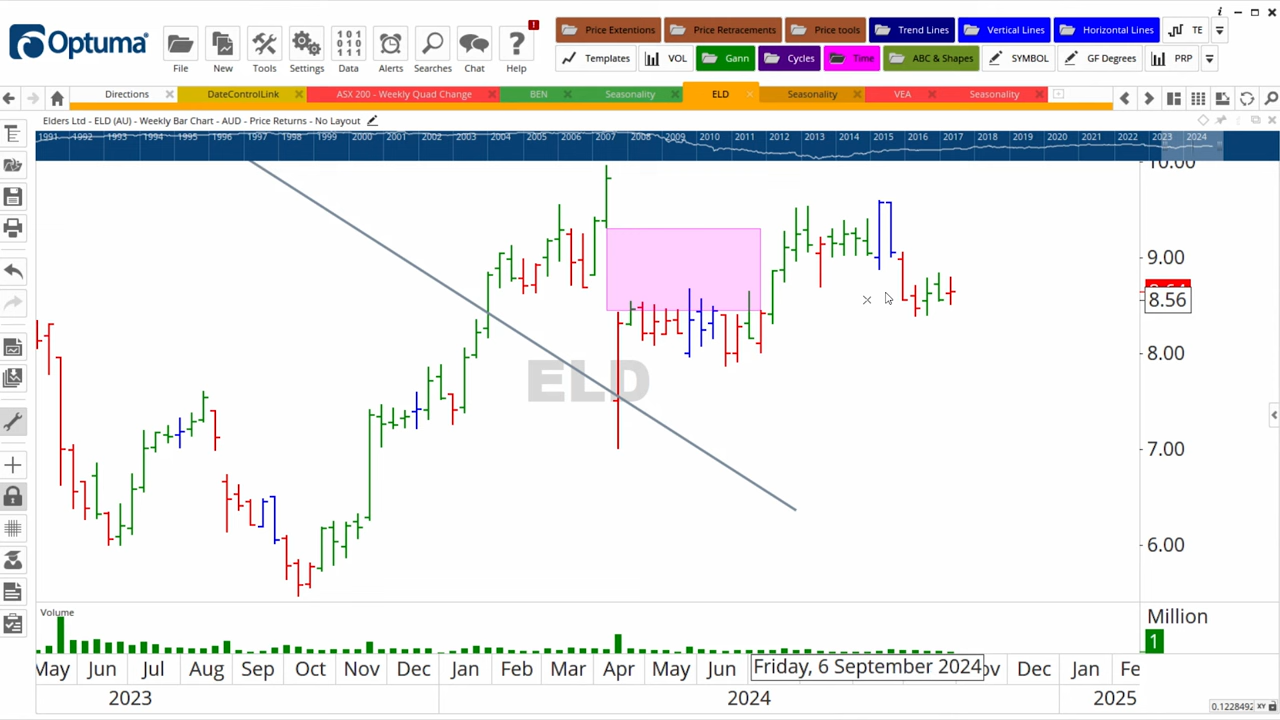 Optuma
File
New
Tools
Settings
101
010
101
Data
Alerts
Searches
Chat
?
!
Help
Price Extentions
Price Retracements
Price tools
Trend Lines
Vertical Lines
Horizontal Lines
TE
Templates
VOL
Gann
Cycles
Time
ABC & Shapes
SYMBOL
GF Degrees
PRP
Directions
DateControlLink
ASX 200 - Weekly Quad Change
BEN
Seasonality
ELD
Seasonality
VEA
Seasonality
Elders Ltd - ELD (AU) - Weekly Bar Chart - AUD - Price Returns - No Layout
1991 1992 1993 1994 1995 1996 1997 1998 1999 2000 2001 2002 2003 2004 2005 2006 2007 2008 2009 2010 2011 2012 2013 2014 2015 2016 2017 2018 2019 2020 2021 2022 2023 2024
10.00
9.00
8.56
8.00
7.00
6.00
ELD
Volume
Million
1
May Jun Jul Aug Sep Oct Nov Dec Jan Feb Mar Apr May Jun Friday, 6 September 2024 Dec Jan
2023 2024 2025
0.1228492 XY